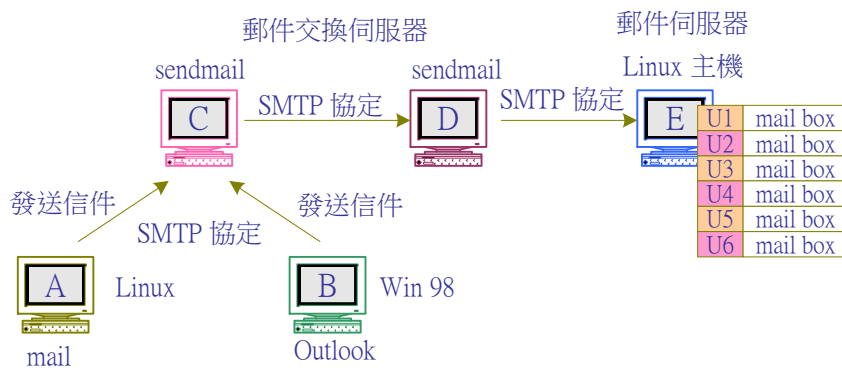 郵件交換伺服器
郵件伺服器
sendmail
sendmail
Linux 主機
C
SMTP 協定
D
SMTP 協定
E
U1 mail box
U2 mail box
U3 mail box
U4 mail box
U5 mail box
U6 mail box
發送信件
發送信件
SMTP 協定
A
Linux
B
Win 98
mail
Outlook